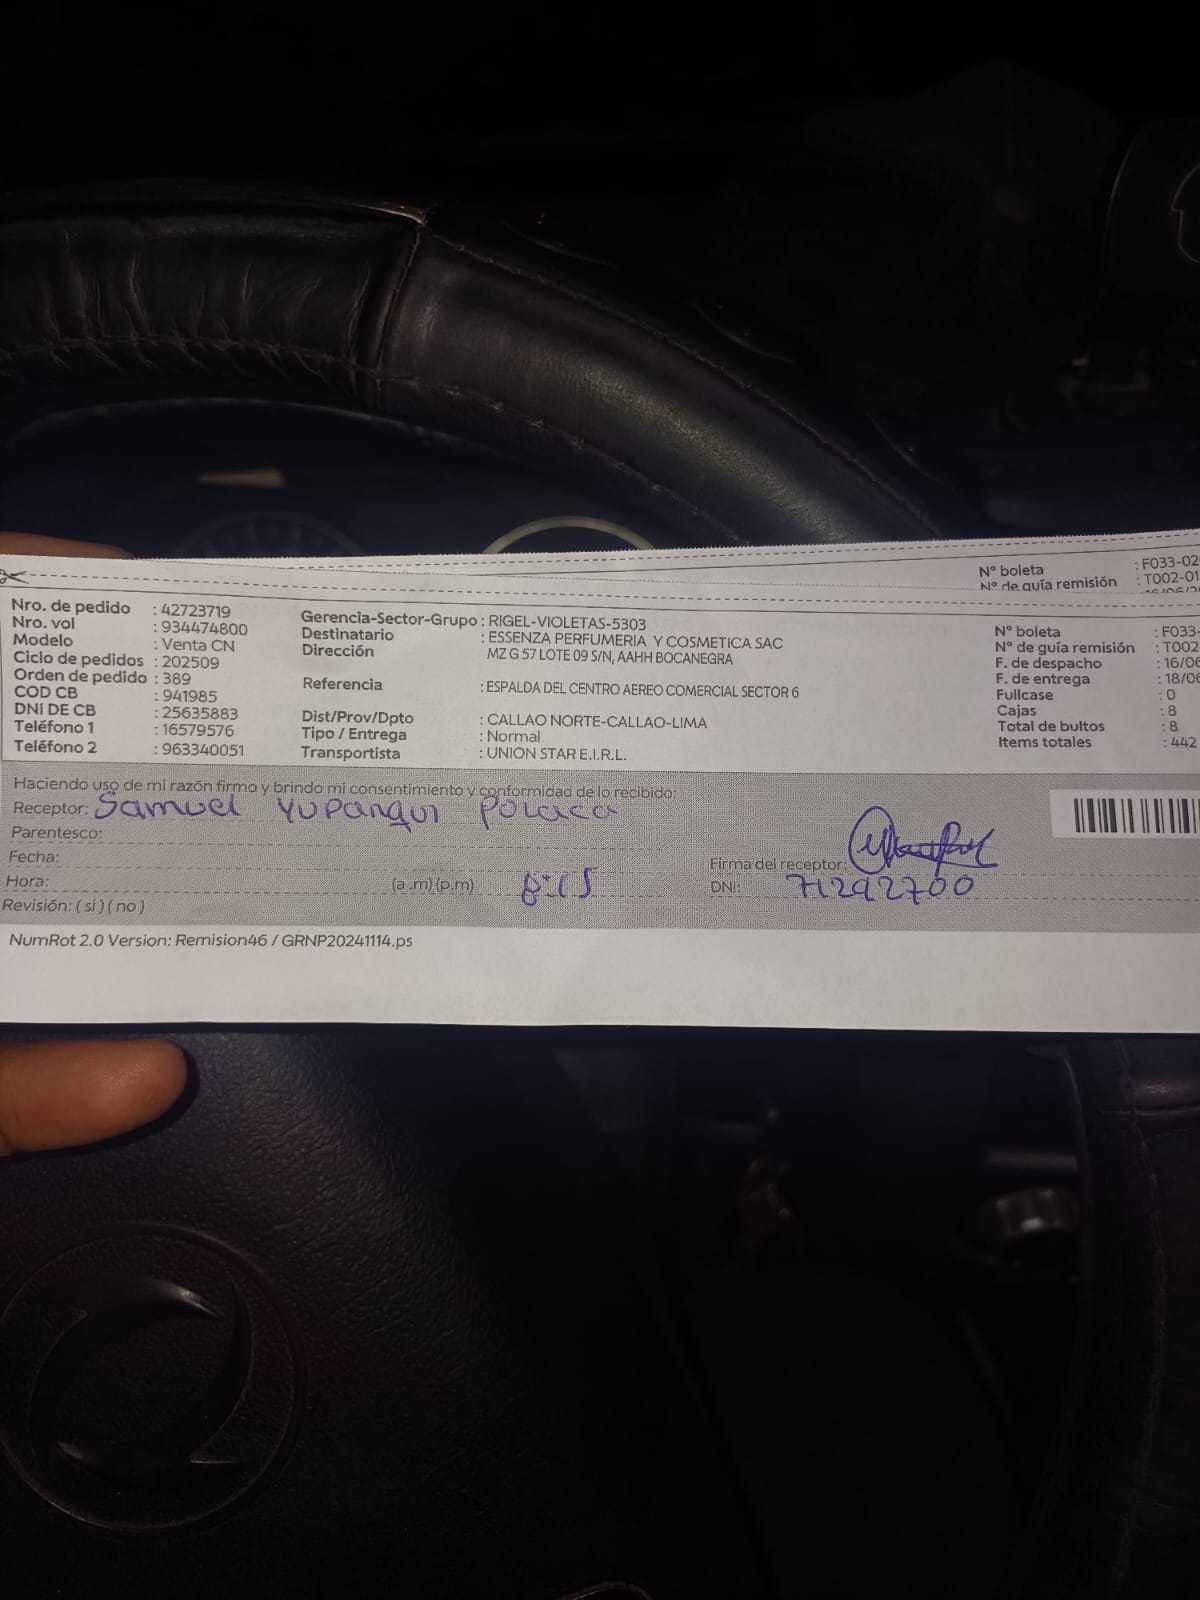 N° boleta : F033-02
N° de guía remisión : T002-01
Nro. de pedido : 42723719
Nro. vol : 934474800
Modelo : Venta CN
Ciclo de pedidos : 202509
Orden de pedido : 389
COD CB : 941985
DNI DE CB : 25635883
Teléfono 1 : 16579576
Teléfono 2 : 963340051
Gerencia-Sector-Grupo : RIGEL-VIOLETAS-5303
Destinatario : ESSENZA PERFUMERIA Y COSMETICA SAC
Dirección MZ G 57 LOTE 09 S/N, AAHH BOCANEGRA
Referencia : ESPALDA DEL CENTRO AEREO COMERCIAL SECTOR 6
Dist/Prov/Dpto : CALLAO NORTE-CALLAO-LIMA
Tipo / Entrega : Normal
Transportista : UNION STAR E.I.R.L.
N° boleta : F033-
N° de guía remisión : T002-
F. de despacho : 16/06
F. de entrega : 18/06
Fullcase : 0
Cajas : 8
Total de bultos : 8
Items totales : 442
Haciendo uso de mi razón firmo y brindo mi consentimiento y conformidad de lo recibido:
Receptor: Samuel Yupanqui Polaca
Parentesco:
Fecha:
Hora: (a .m) (p.m) 8:15
Revisión: ( si ) ( no )
Firma del receptor:
DNI: 71292700
NumRot 2.0 Version: Remision46 / GRNP20241114.ps